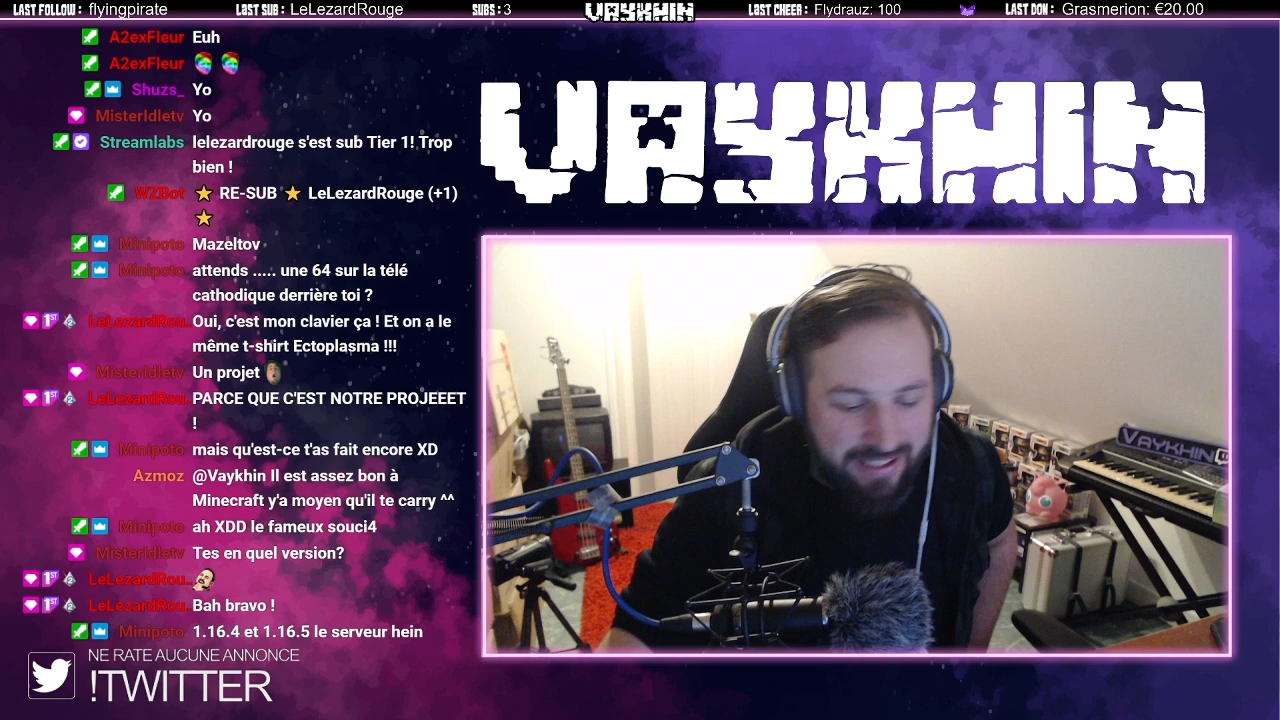 LAST FOLLOW : flyingpirate
LAST SUB : LeLezardRouge
SUBS : 3
VAYKHIN
LAST CHEER : Flydrauz: 100
LAST DON : Grasmerion: €20.00
A2exFleur Euh
A2exFleur
Shuzs_ Yo
MisterIdletv Yo
Streamlabs lelezardrouge s'est sub Tier 1! Trop
bien !
WZBot ⭐ RE-SUB ⭐ LeLezardRouge (+1)
⭐
Minipoto Mazeltov
Minipoto attends ..... une 64 sur la télé
cathodique derrière toi ?
LeLezardRou.. Oui, c'est mon clavier ça ! Et on a le
même t-shirt Ectoplasma !!!
MisterIdletv Un projet
LeLezardRou.. PARCE QUE C'EST NOTRE PROJEEET
!
Minipoto mais qu'est-ce t'as fait encore XD
Azmoz @Vaykhin Il est assez bon à
Minecraft y'a moyen qu'il te carry ^^
Minipoto ah XDD le fameux souci4
MisterIdletv Tes en quel version?
LeLezardRou..
LeLezardRou.. Bah bravo !
Minipoto 1.16.4 et 1.16.5 le serveur hein
NE RATE AUCUNE ANNONCE
!TWITTER
VAYKHIN
VAYKHIN